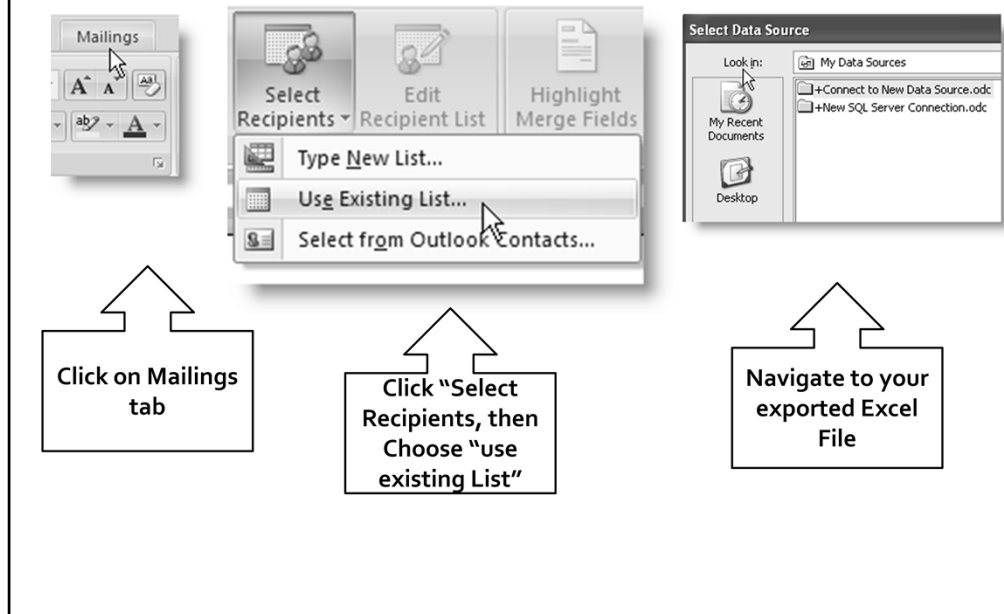 Mailings
A A Aa
ab A
Select
Recipients
Edit
Recipient List
Highlight
Merge Fields
Type New List...
Use Existing List...
Select from Outlook Contacts...
Select Data Source
Look in:
My Data Sources
+Connect to New Data Source.odc
+New SQL Server Connection.odc
My Recent
Documents
Desktop
Click on Mailings
tab
Click “Select
Recipients, then
Choose “use
existing List”
Navigate to your
exported Excel
File